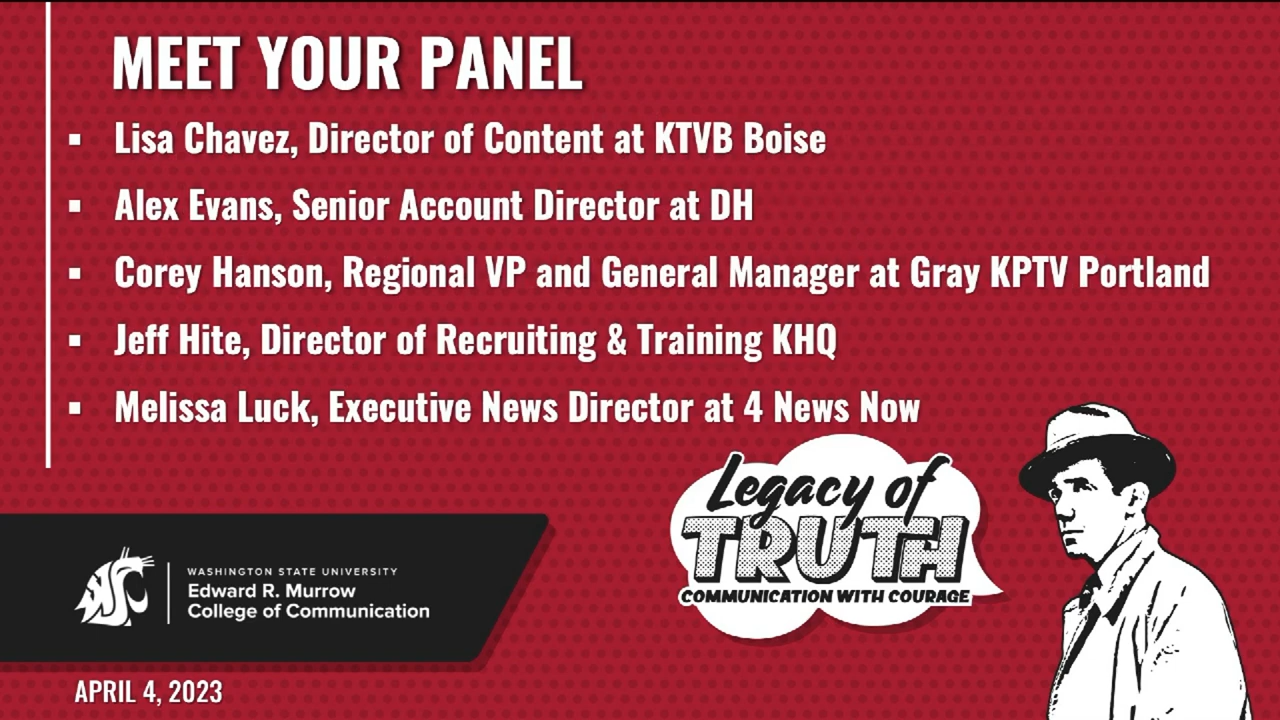 MEET YOUR PANEL
Lisa Chavez, Director of Content at KTVB Boise
Alex Evans, Senior Account Director at DH
Corey Hanson, Regional VP and General Manager at Gray KPTV Portland
Jeff Hite, Director of Recruiting & Training KHQ
Melissa Luck, Executive News Director at 4 News Now
Legacy of
TRUTH
COMMUNICATION WITH COURAGE
WASHINGTON STATE UNIVERSITY
Edward R. Murrow
College of Communication
APRIL 4, 2023